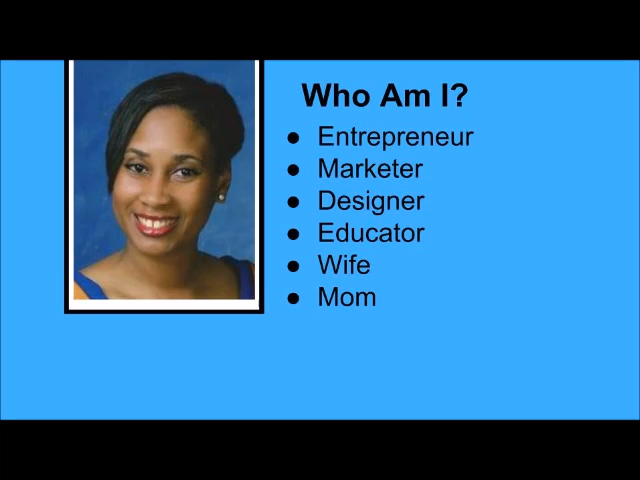 Who Am I?
● Entrepreneur
● Marketer
● Designer
● Educator
● Wife
● Mom